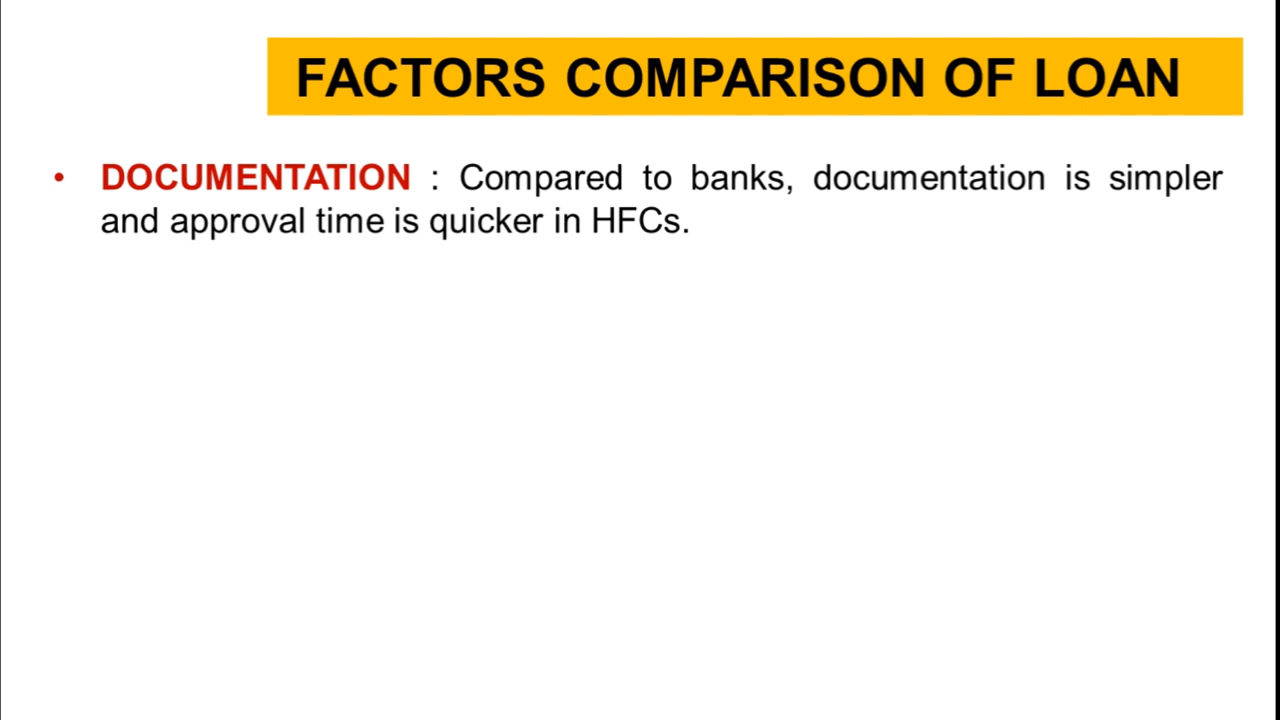 FACTORS COMPARISON OF LOAN
• DOCUMENTATION : Compared to banks, documentation is simpler
and approval time is quicker in HFCs.